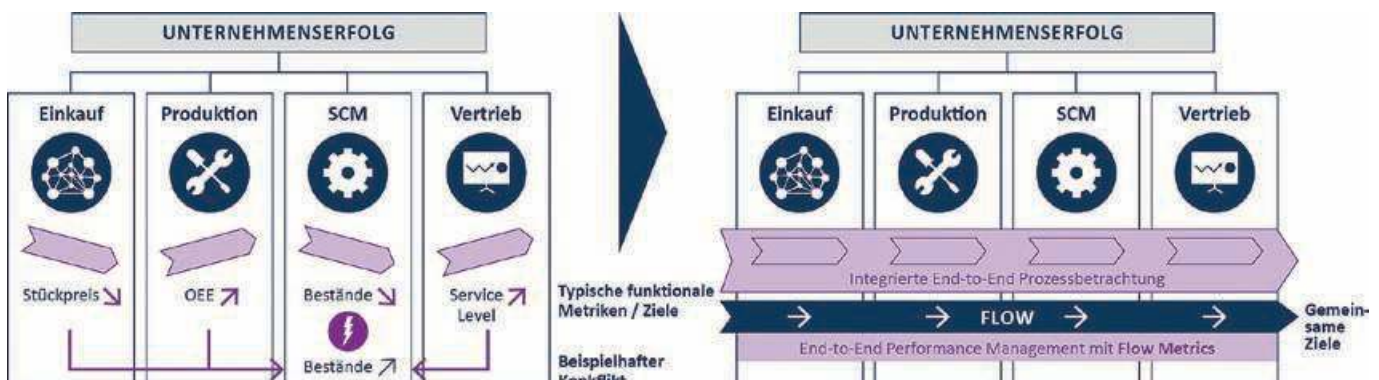 UNTERNEHMENSERFOLG
Einkauf
Produktion
SCM
Vertrieb
Stückpreis
OEE
Bestände
Service
Level
Bestände
Typische funktionale
Metriken / Ziele
Beispielhafter
UNTERNEHMENSERFOLG
Einkauf
Produktion
SCM
Vertrieb
Integrierte End-to-End Prozessbetrachtung
FLOW
End-to-End Performance Management mit Flow Metrics
Gemein-
same
Ziele